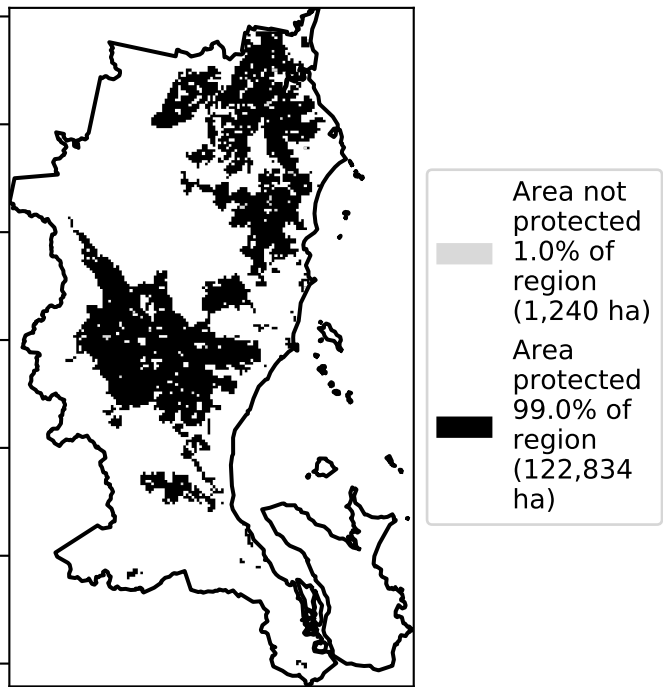 Area not
protected
1.0% of
region
(1,240 ha)
Area
protected
99.0% of
region
(122,834
ha)